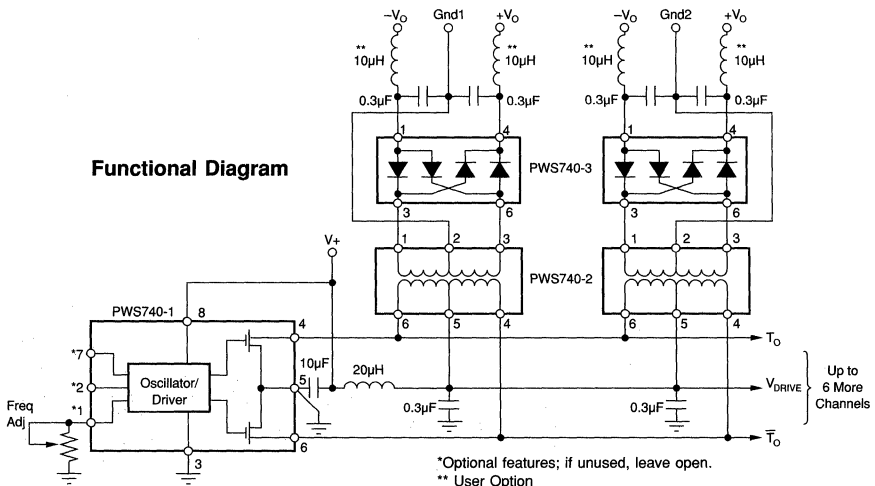 –V_O Gnd1 +V_O –V_O Gnd2 +V_O
** 10µH ** 10µH ** 10µH ** 10µH
0.3µF 0.3µF 0.3µF 0.3µF
1 4 1 4
Functional Diagram
PWS740-3
3 6 3 6
V+
1 2 3 1 2 3
PWS740-2
PWS740-1
8
6 5 4 6 5 4
4
T_O
*7
10µF
20µH
5
Oscillator/
Driver
*2
V_DRIVE
Up to
6 More
Channels
Freq
Adj
*1
0.3µF 0.3µF
6
T̅_O
3
*Optional features; if unused, leave open.
** User Option